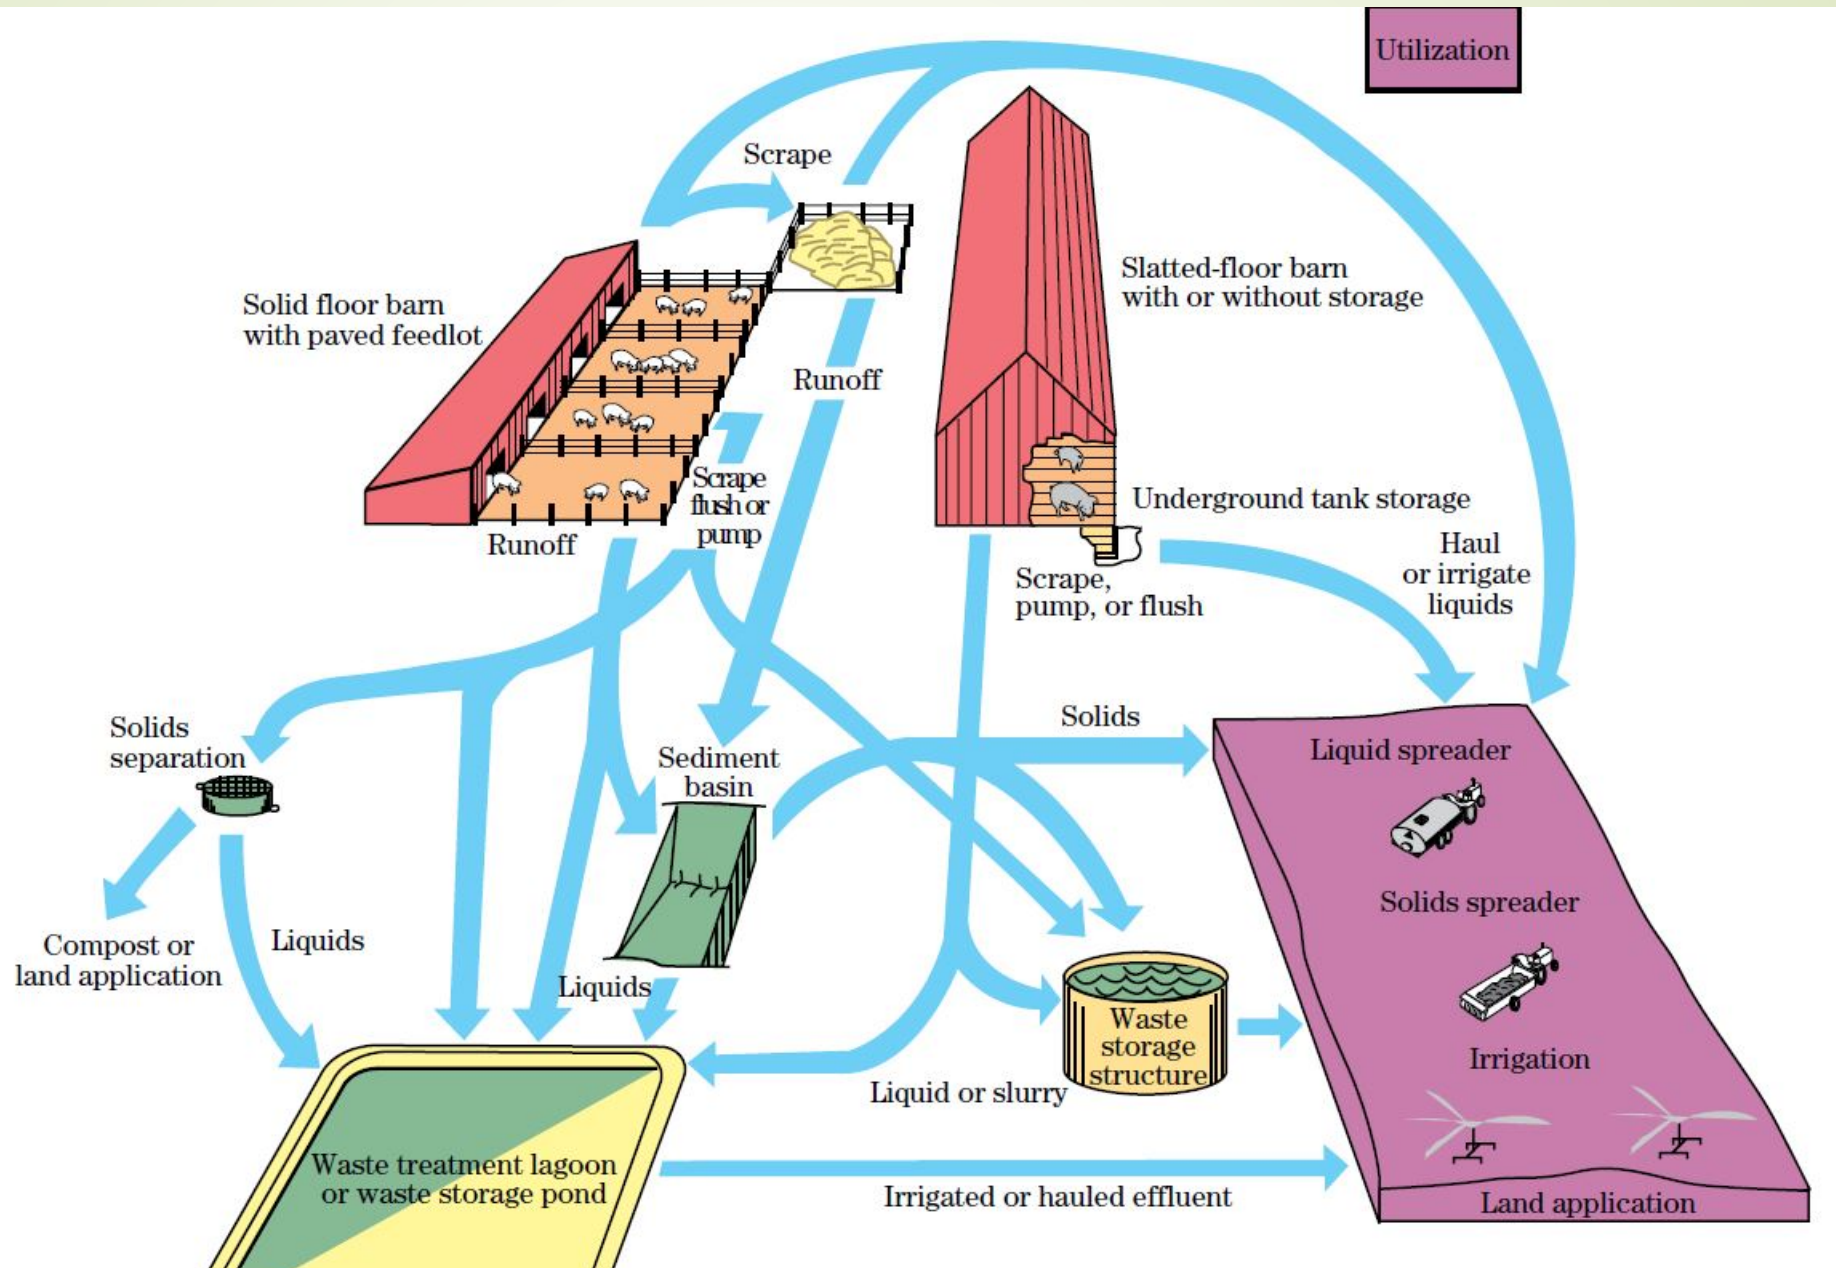 Utilization
Scrape
Solid floor barn
with paved feedlot
Slatted-floor barn
with or without storage
Runoff
Scrape
flush or
pump
Runoff
Underground tank storage
Scrape,
pump, or flush
Haul
or irrigate
liquids
Solids
separation
Sediment
basin
Solids
Liquid spreader
Solids spreader
Compost or
land application
Liquids
Liquids
Waste
storage
structure
Irrigation
Liquid or slurry
Waste treatment lagoon
or waste storage pond
Irrigated or hauled effluent
Land application